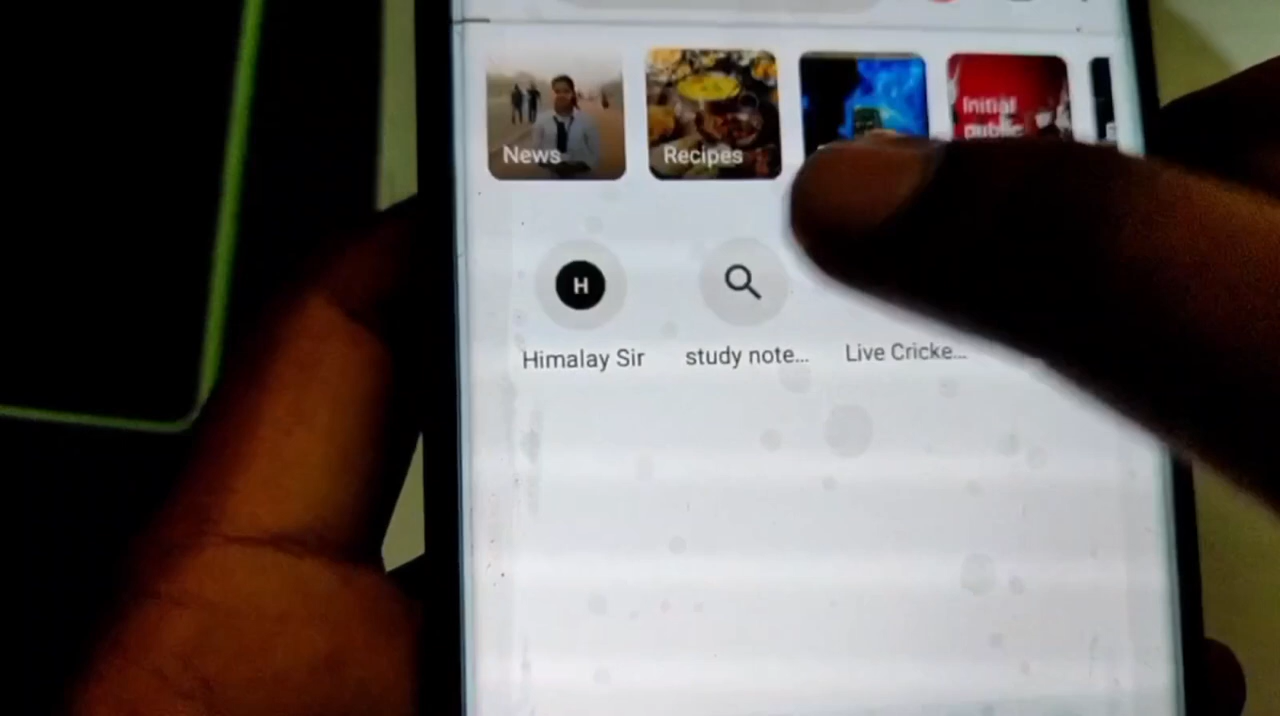 News
Recipes
Initial
public
H
Himalay Sir
study note...
Live Cricke...